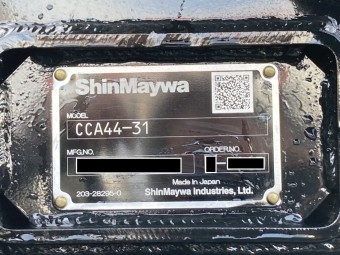 ShinMaywa
MODEL
CCA44-31
MFG.NO.
ORDER.NO.
Made in Japan
203-28295-0
ShinMaywa Industries, Ltd.